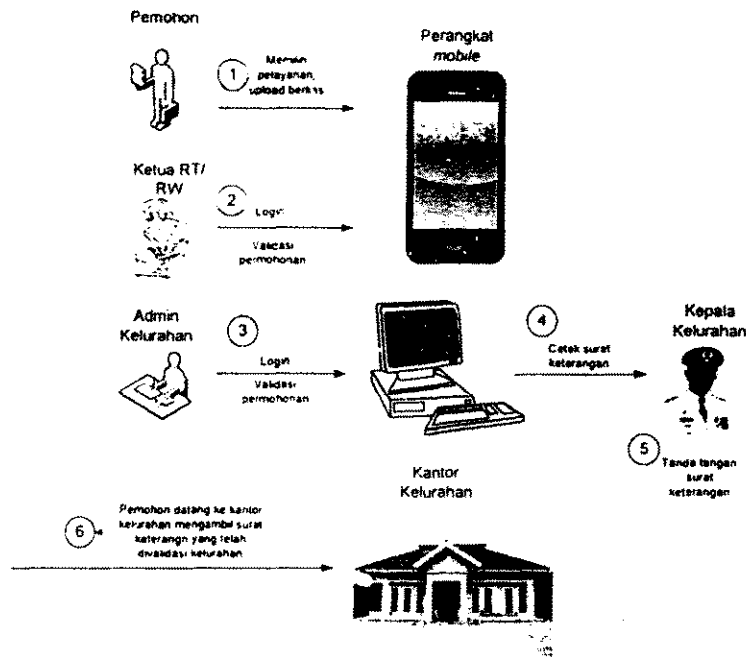 Pemohon
1
Memilih
pelayanan,
upload berkas
Perangkat
mobile
Ketua RT/
RW
2
Login
Validasi
permohonan
Admin
Kelurahan
3
Login
Validasi
permohonan
4
Cetak surat
keterangan
Kepala
Kelurahan
5
Tanda tangan
surat
keterangan
Kantor
Kelurahan
6
Pemohon datang ke kantor
kelurahan mengambil surat
keterangn yang telah
divalidasi kelurahan